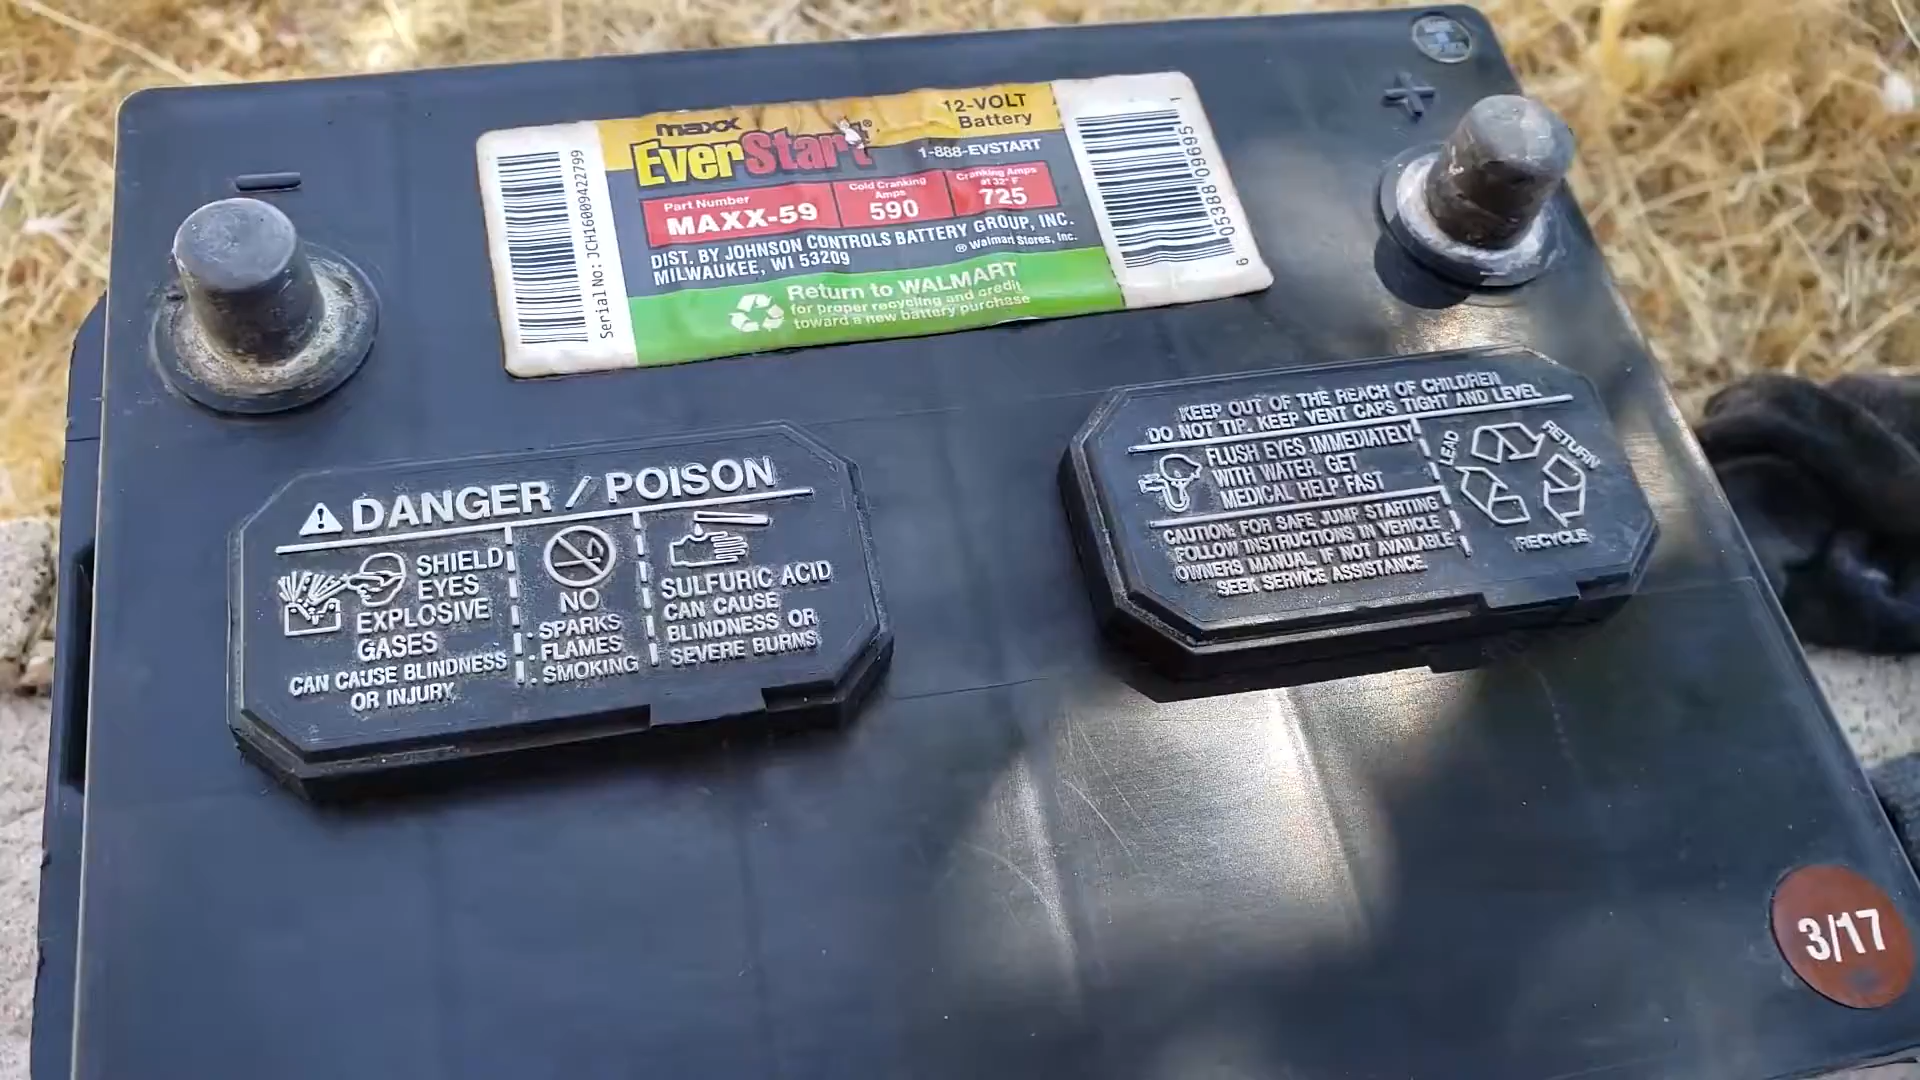 maxx
EverStart®
12-VOLT
Battery
1-888-EVSTART
Part Number
MAXX-59
Cold Cranking
Amps
590
Cranking Amps
at 32° F
725
DIST. BY JOHNSON CONTROLS BATTERY GROUP, INC.
MILWAUKEE, WI 53209
® Walmart Stores, Inc.
Return to WALMART
for proper recycling and credit
toward a new battery purchase
Serial No: JCH16009422799
6 05388 09695 1
DANGER / POISON
SHIELD
EYES
EXPLOSIVE
GASES
CAN CAUSE BLINDNESS
OR INJURY
NO
• SPARKS
• FLAMES
• SMOKING
SULFURIC ACID
CAN CAUSE
BLINDNESS OR
SEVERE BURNS
KEEP OUT OF THE REACH OF CHILDREN
DO NOT TIP. KEEP VENT CAPS TIGHT AND LEVEL
FLUSH EYES IMMEDIATELY
WITH WATER. GET
MEDICAL HELP FAST
CAUTION: FOR SAFE JUMP STARTING
FOLLOW INSTRUCTIONS IN VEHICLE
OWNERS MANUAL. IF NOT AVAILABLE
SEEK SERVICE ASSISTANCE.
LEAD
RETURN
RECYCLE
3/17